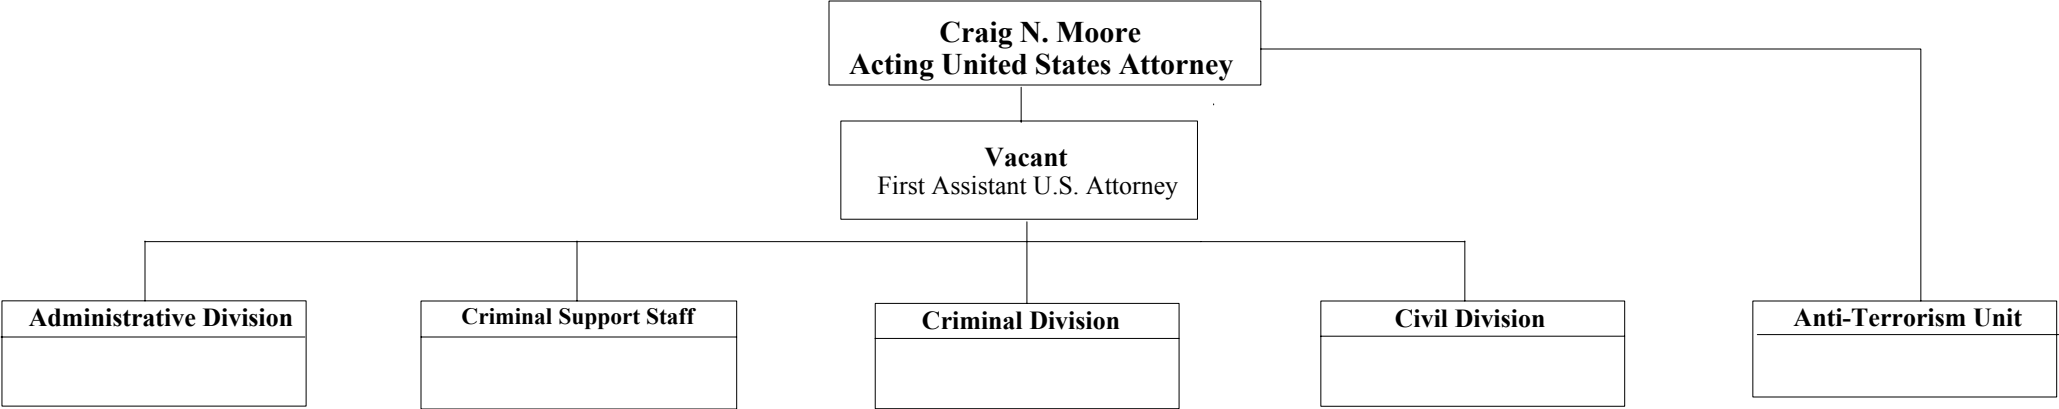 Craig N. Moore
Acting United States Attorney
Vacant
First Assistant U.S. Attorney
Administrative Division
Criminal Support Staff
Criminal Division
Civil Division
Anti-Terrorism Unit